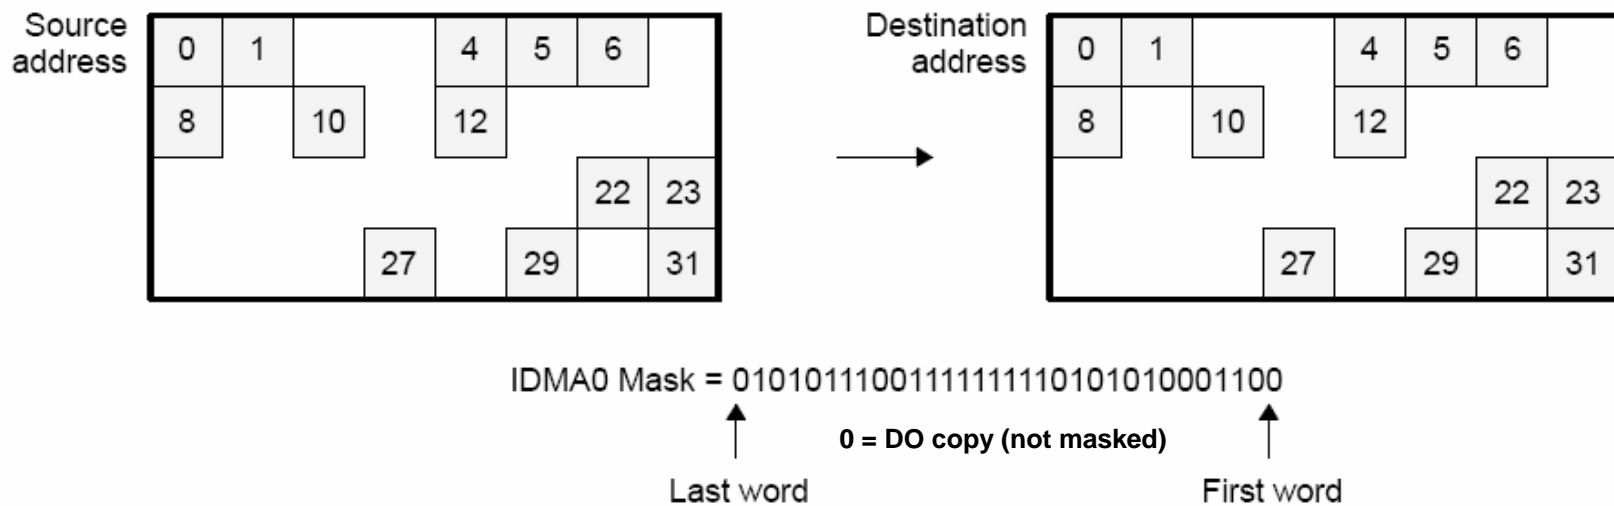 Source
address
0 1 4 5 6
8 10 12
22 23
27 29 31
Destination
address
0 1 4 5 6
8 10 12
22 23
27 29 31
IDMA0 Mask = 01010111001111111110101010001100
0 = DO copy (not masked)
Last word
First word